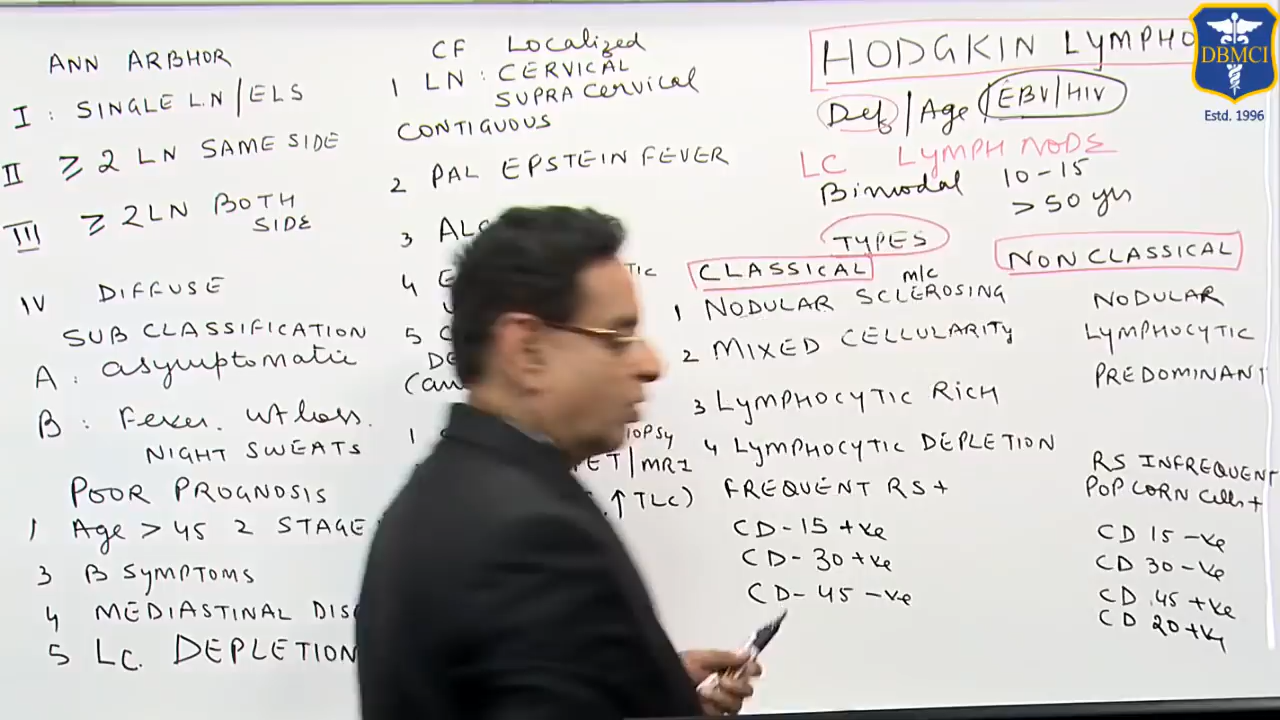 ANN ARBHOR
I : SINGLE L.N/ELS
II ≥ 2 LN SAME SIDE
III ≥ 2 LN BOTH
SIDE
IV DIFFUSE
SUB CLASSIFICATION
A : asymptomatic
B : Fever. wt loss.
NIGHT SWEATS
POOR PROGNOSIS
1 Age > 45 2 STAGE
3 B Symptoms
4 MEDIASTINAL
5 Lc. DEPLETION
CF Localized
1 LN : CERVICAL
SUPRA Cervical
CONTIGUOUS
2 PAL EPSTEIN FEVER
3
4
5
1
PET/MRI
↑ TLC)
HODGKIN LYMPHO
Def / Age EBV/HIV
LC LYMPH NODE
Bimodal 10-15
> 50 yrs
TYPES
CLASSICAL m/c
1 NODULAR SCLEROSING
2 MIXED CELLULARITY
3 LYMPHOCYTIC RICH
4 LYMPHOCYTIC DEPLETION
FREQUENT RS +
CD-15 +ve
CD-30 +ve
CD-45 -ve
NON CLASSICAL
NODULAR
LYMPHOCYTIC
PREDOMINANT
RS INFREQUENT
POPCORN Cells +
CD 15 -ve
CD 30 -ve
CD 45 +ve
CD 20 +ve
DBMCI
Estd. 1996